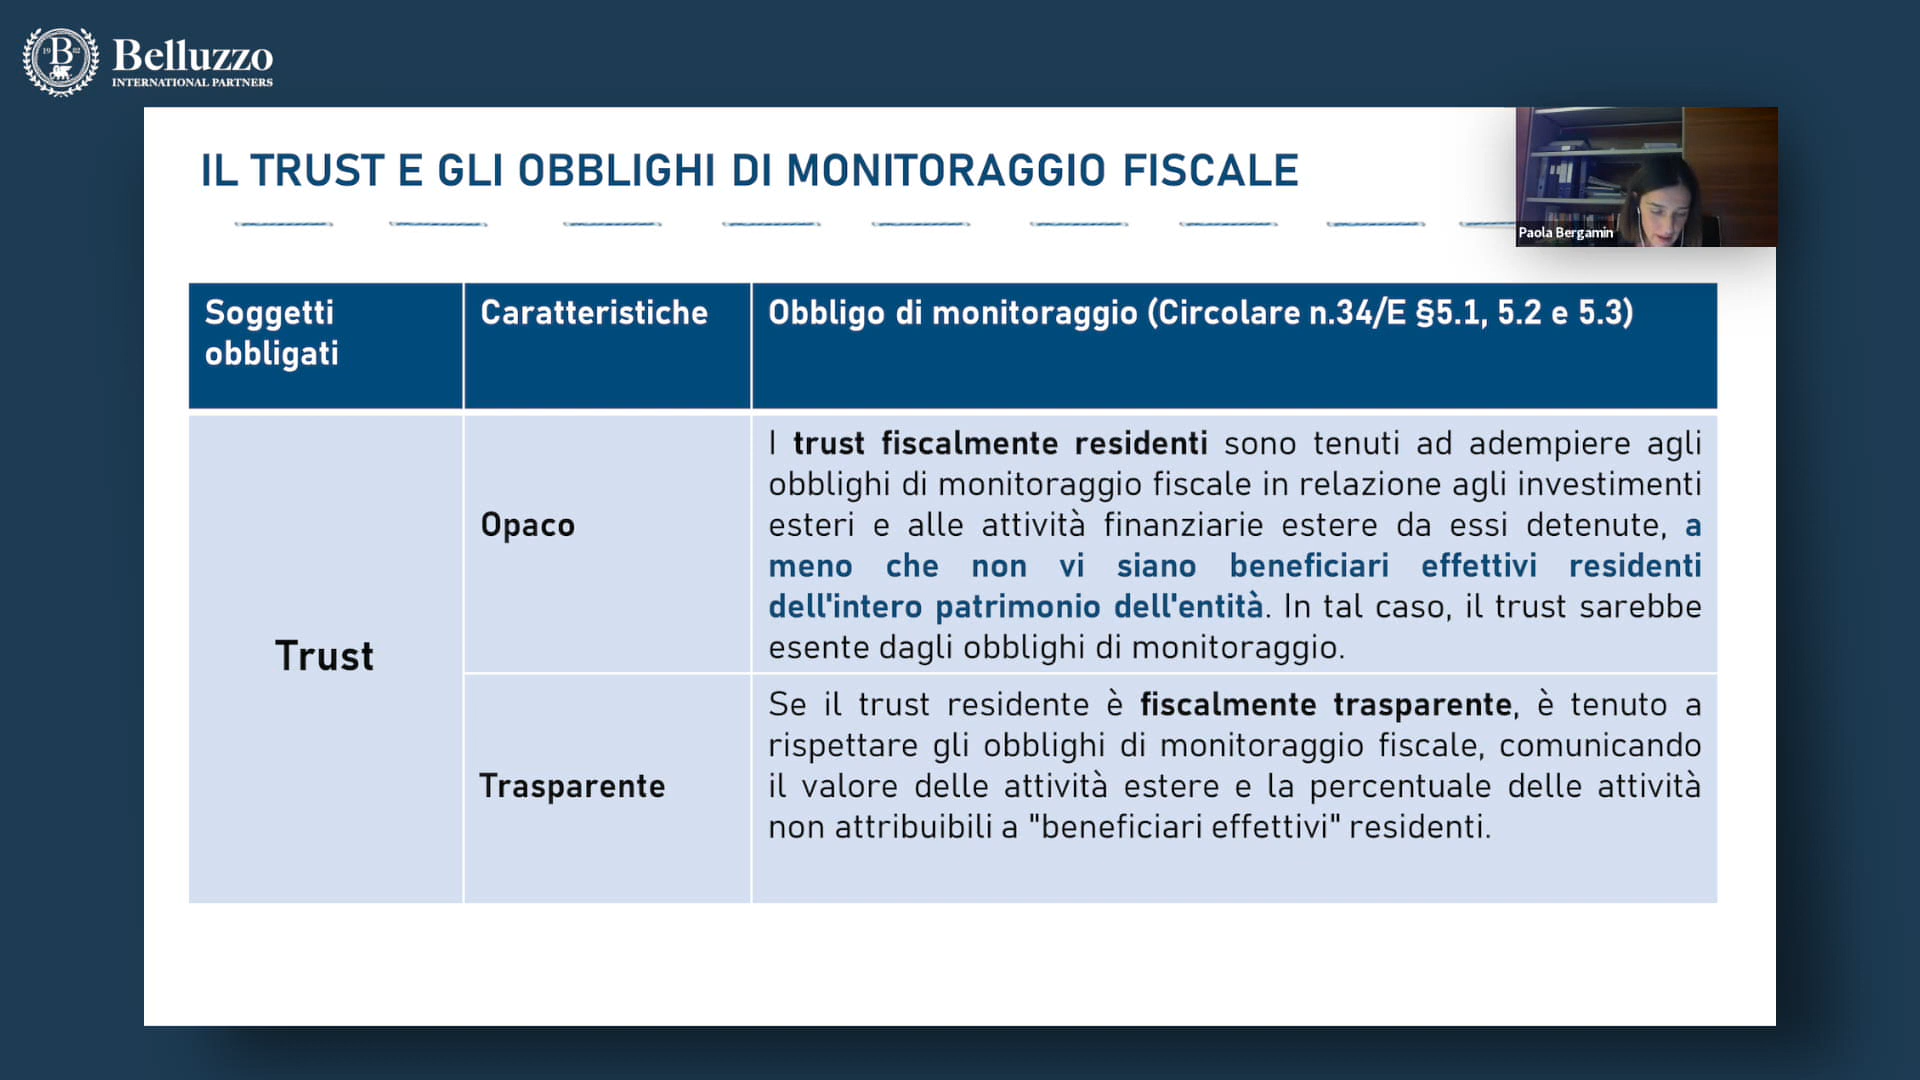 19 B 82
Belluzzo
INTERNATIONAL PARTNERS
IL TRUST E GLI OBBLIGHI DI MONITORAGGIO FISCALE
Paola Bergamin
Soggetti
obbligati
Caratteristiche
Obbligo di monitoraggio (Circolare n.34/E §5.1, 5.2 e 5.3)
Trust
Opaco
I trust fiscalmente residenti sono tenuti ad adempiere agli
obblighi di monitoraggio fiscale in relazione agli investimenti
esteri e alle attività finanziarie estere da essi detenute, a
meno che non vi siano beneficiari effettivi residenti
dell'intero patrimonio dell'entità. In tal caso, il trust sarebbe
esente dagli obblighi di monitoraggio.
Trasparente
Se il trust residente è fiscalmente trasparente, è tenuto a
rispettare gli obblighi di monitoraggio fiscale, comunicando
il valore delle attività estere e la percentuale delle attività
non attribuibili a "beneficiari effettivi" residenti.